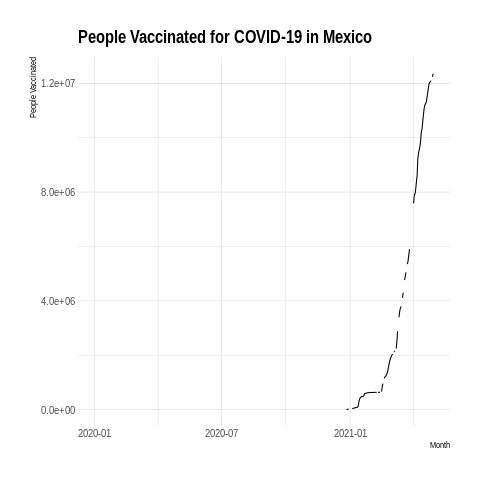 People Vaccinated for COVID-19 in Mexico
People Vaccinated
1.2e+07
8.0e+06
4.0e+06
0.0e+00
2020-01
2020-07
2021-01
Month